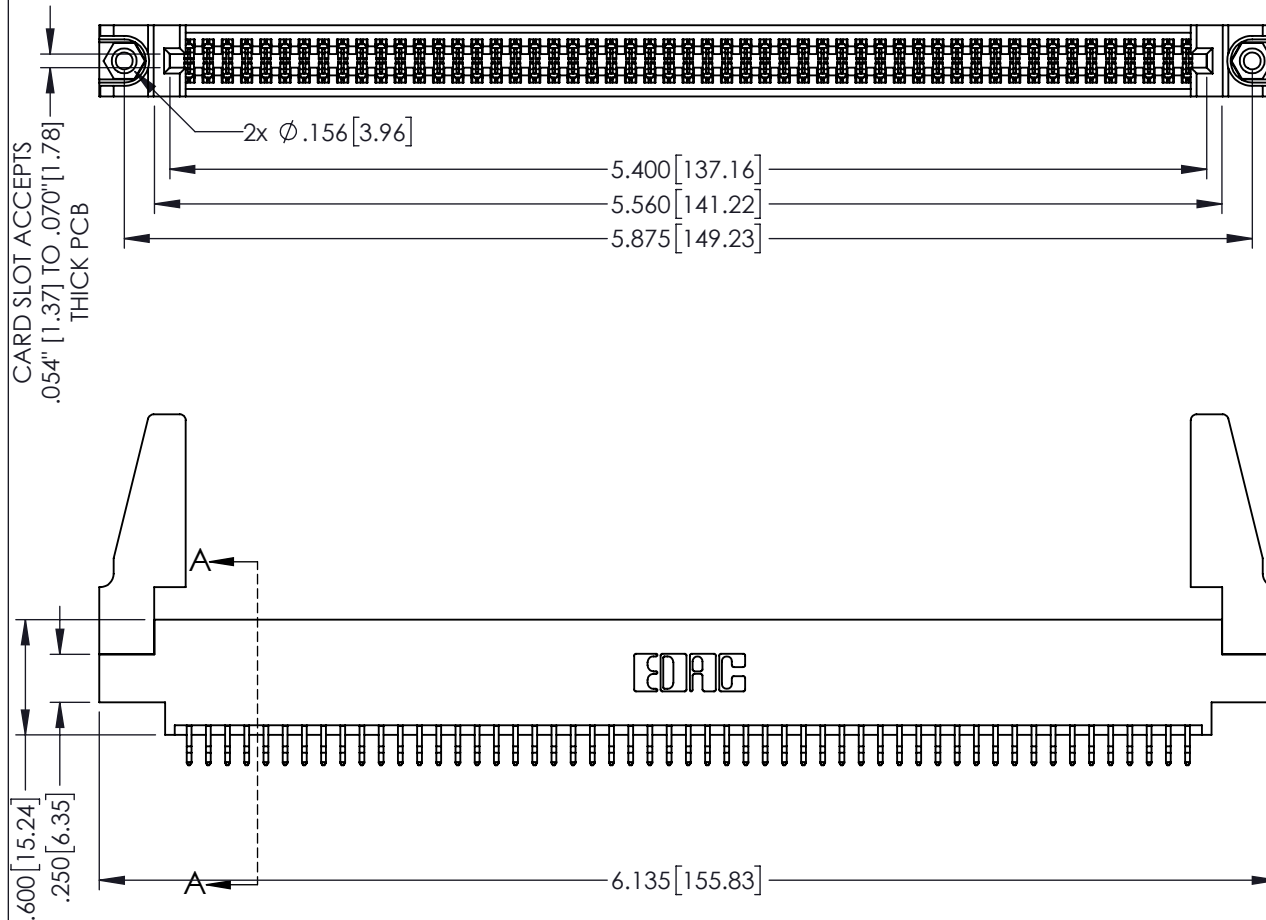 2x ∅.156[3.96]
5.400[137.16]
5.560[141.22]
5.875[149.23]
CARD SLOT ACCEPTS
.054" [1.37] TO .070"[1.78]
THICK PCB
A
EDAC
.600[15.24]
.250[6.35]
A
6.135[155.83]